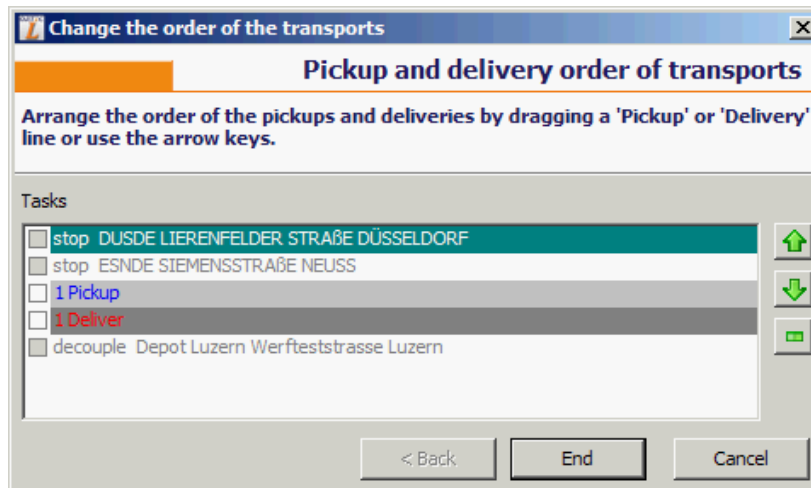 Change the order of the transports
Pickup and delivery order of transports
Arrange the order of the pickups and deliveries by dragging a 'Pickup' or 'Delivery'
line or use the arrow keys.
Tasks
stop DUSDE LIERENFELDER STRAßE DÜSSELDORF
stop ESNDE SIEMENSSTRAßE NEUSS
1 Pickup
1 Deliver
decouple Depot Luzern Werfteststrasse Luzern
< Back
End
Cancel